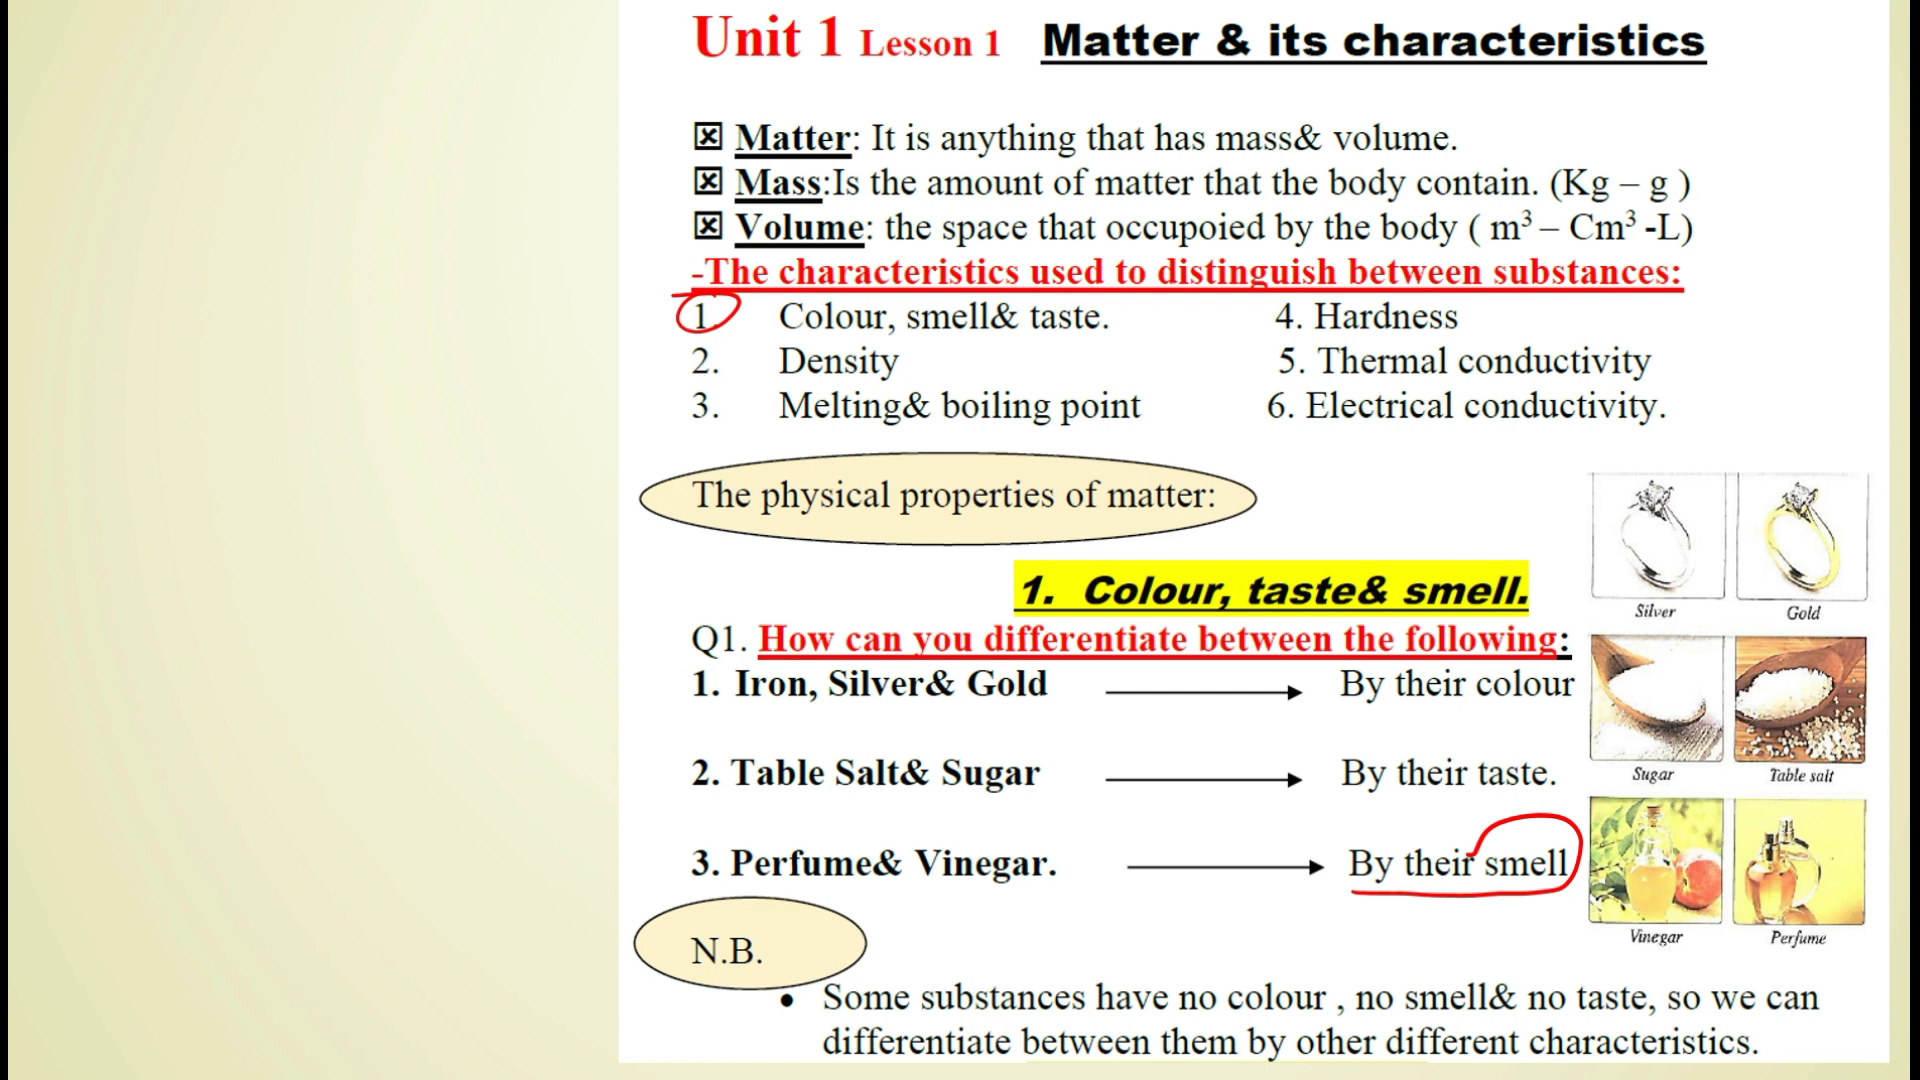 Unit 1 Lesson 1 Matter & its characteristics
☒ Matter: It is anything that has mass& volume.
☒ Mass:Is the amount of matter that the body contain. (Kg – g )
☒ Volume: the space that occupoied by the body ( m³ – Cm³ -L)
-The characteristics used to distinguish between substances:
1. Colour, smell& taste. 4. Hardness
2. Density 5. Thermal conductivity
3. Melting& boiling point 6. Electrical conductivity.
The physical properties of matter:
1. Colour, taste& smell.
Silver Gold
Q1. How can you differentiate between the following:
1. Iron, Silver& Gold By their colour
2. Table Salt& Sugar By their taste.
Sugar Table salt
3. Perfume& Vinegar. By their smell
Vinegar Perfume
N.B.
• Some substances have no colour , no smell& no taste, so we can
differentiate between them by other different characteristics.